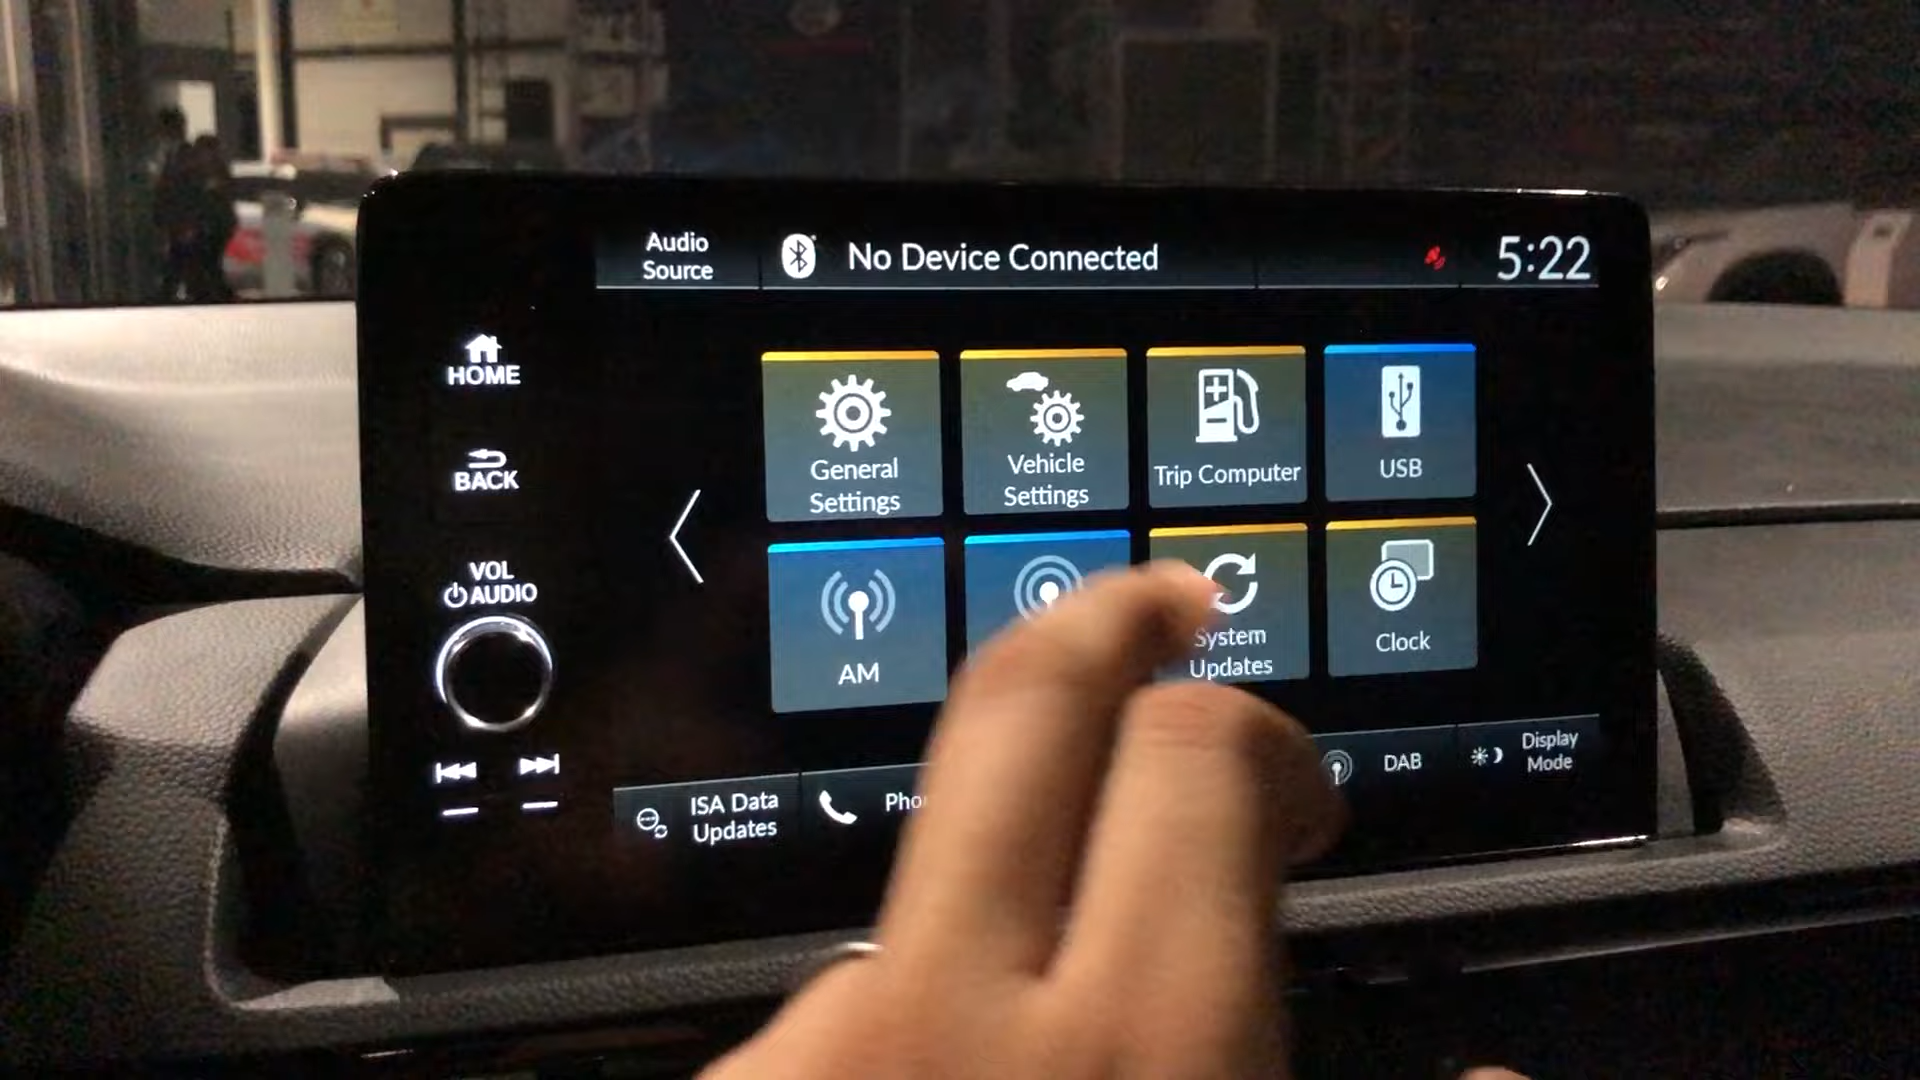 Audio
Source
No Device Connected
5:22
HOME
BACK
VOL
AUDIO
General
Settings
Vehicle
Settings
Trip Computer
USB
AM
System
Updates
Clock
ISA Data
Updates
DAB
Display
Mode